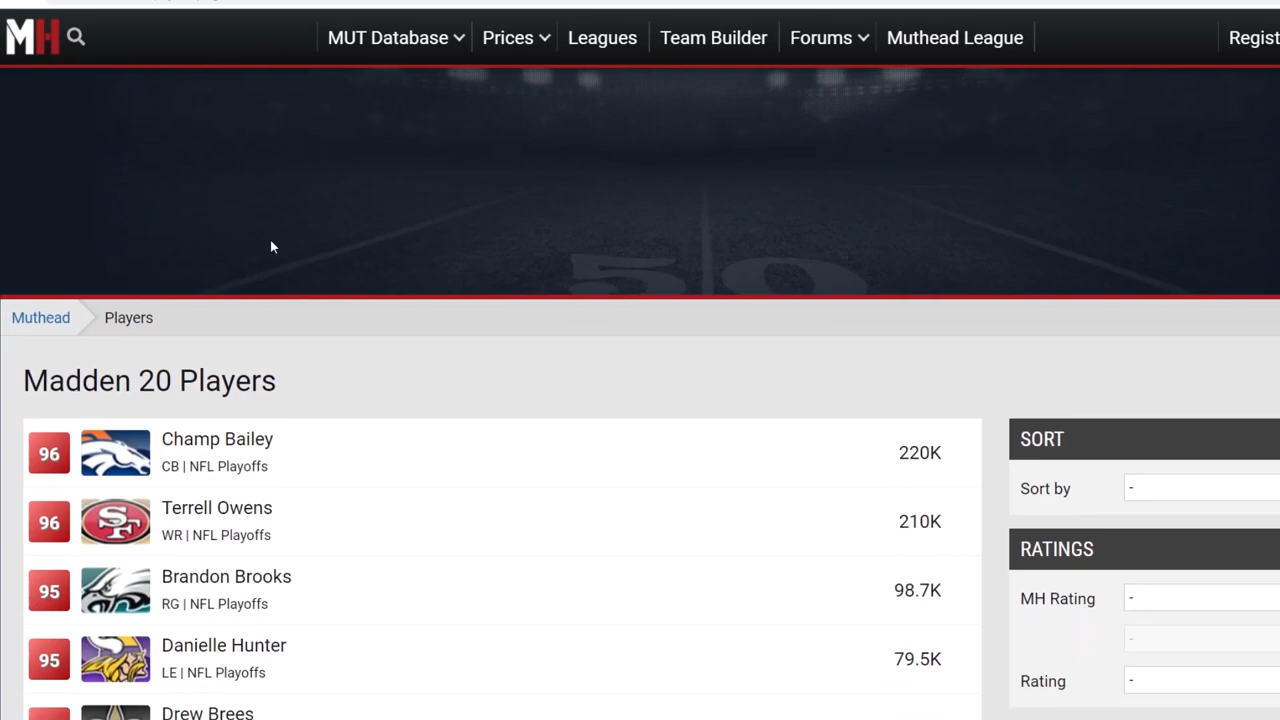 MH MUT Database Prices Leagues Team Builder Forums Muthead League Regist
50
Muthead Players
Madden 20 Players
96 Champ Bailey 220K
CB | NFL Playoffs
96 Terrell Owens 210K
WR | NFL Playoffs
95 Brandon Brooks 98.7K
RG | NFL Playoffs
95 Danielle Hunter 79.5K
LE | NFL Playoffs
Drew Brees
SORT
Sort by -
RATINGS
MH Rating -
-
Rating -